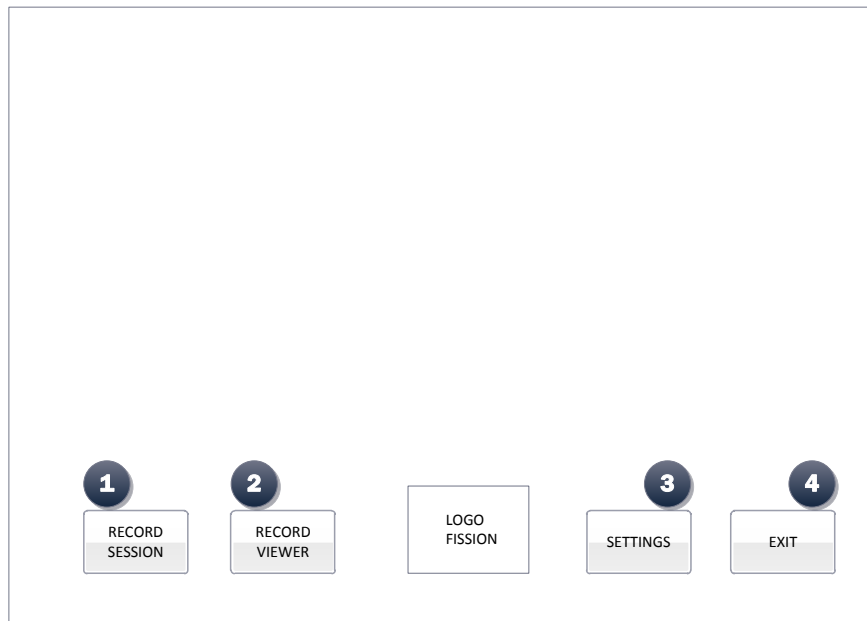 1
2
3
4
RECORD
SESSION
RECORD
VIEWER
LOGO
FISSION
SETTINGS
EXIT